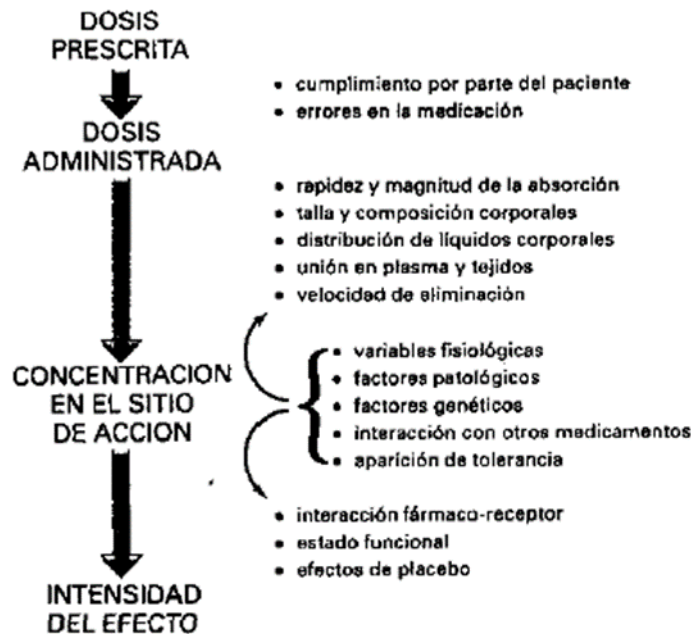 DOSIS
PRESCRITA
• cumplimiento por parte del paciente
• errores en la medicación
DOSIS
ADMINISTRADA
• rapidez y magnitud de la absorción
• talla y composición corporales
• distribución de líquidos corporales
• unión en plasma y tejidos
• velocidad de eliminación
• variables fisiológicas
• factores patológicos
• factores genéticos
• interacción con otros medicamentos
• aparición de tolerancia
CONCENTRACION
EN EL SITIO
DE ACCION
• interacción fármaco-receptor
• estado funcional
• efectos de placebo
INTENSIDAD
DEL EFECTO